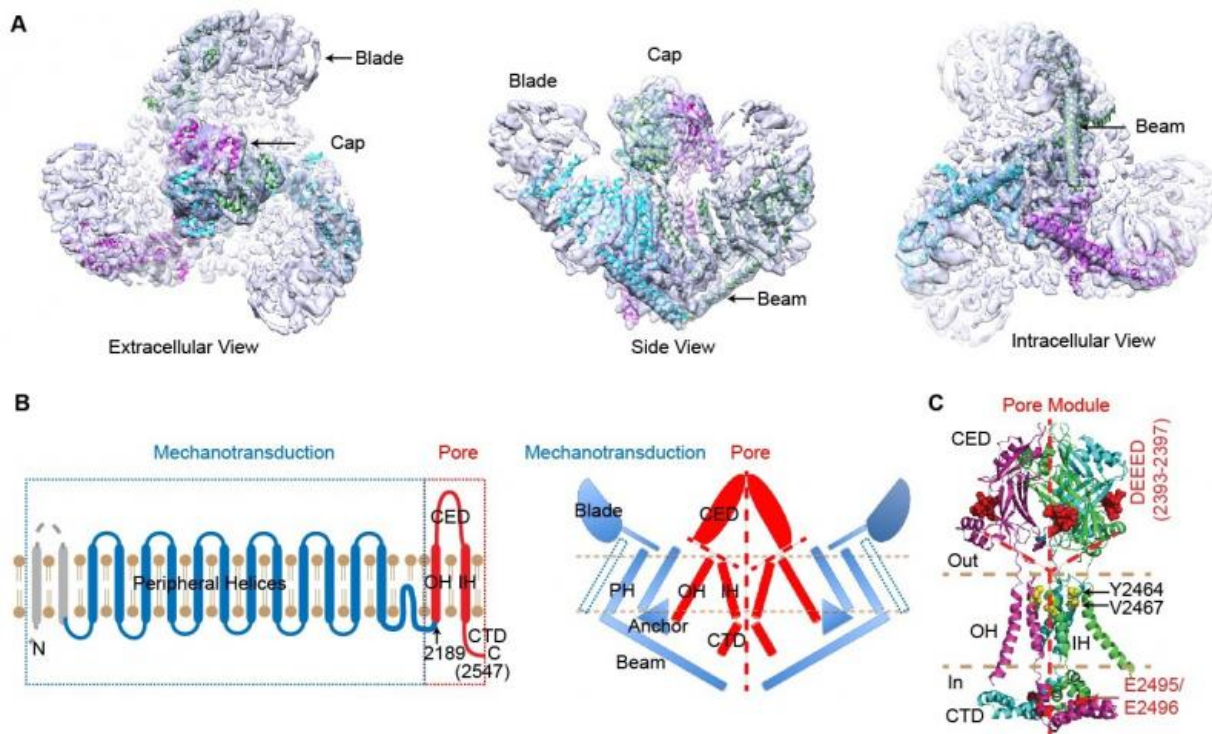 A
Blade
Cap
Extracellular View
Cap
Blade
Beam
Side View
Beam
Intracellular View
B
Mechanotransduction
Pore
CED
Peripheral Helices
OH
IH
N
2189
CTD
C
(2547)
Mechanotransduction
Pore
Blade
CED
PH
OH
IH
Anchor
CTD
Beam
C
Pore Module
CED
DEEED
(2393-2397)
Out
Y2464
V2467
OH
IH
In
E2495/
E2496
CTD